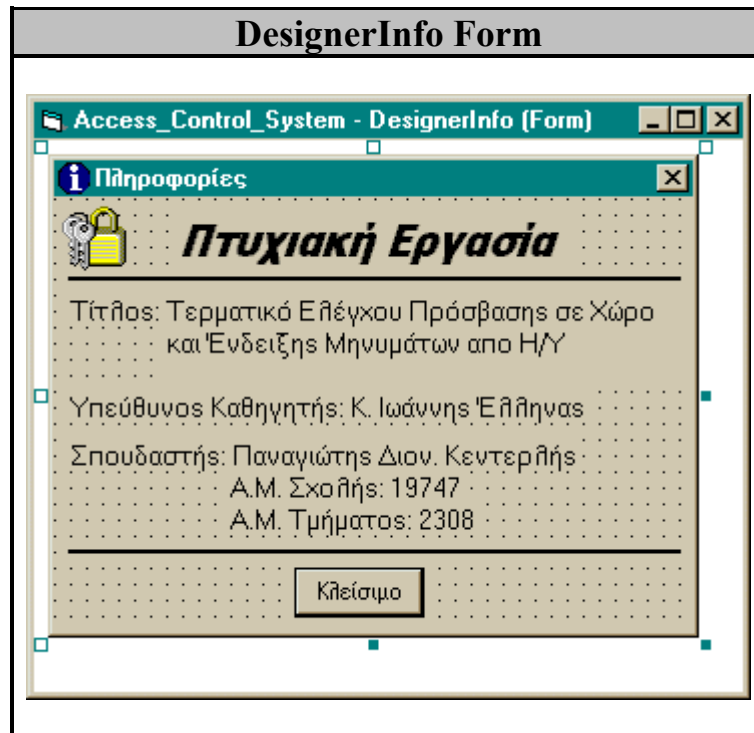 DesignerInfo Form
Access_Control_System - DesignerInfo (Form)
Πληροφορίες
Πτυχιακή Εργασία
Τίτλος: Τερματικό Ελέγχου Πρόσβασης σε Χώρο
και Ένδειξης Μηνυμάτων απο Η/Υ
Υπεύθυνος Καθηγητής: Κ. Ιωάννης Έλληνας
Σπουδαστής: Παναγιώτης Διον. Κεντερλής
Α.Μ. Σχολής: 19747
Α.Μ. Τμήματος: 2308
Κλείσιμο